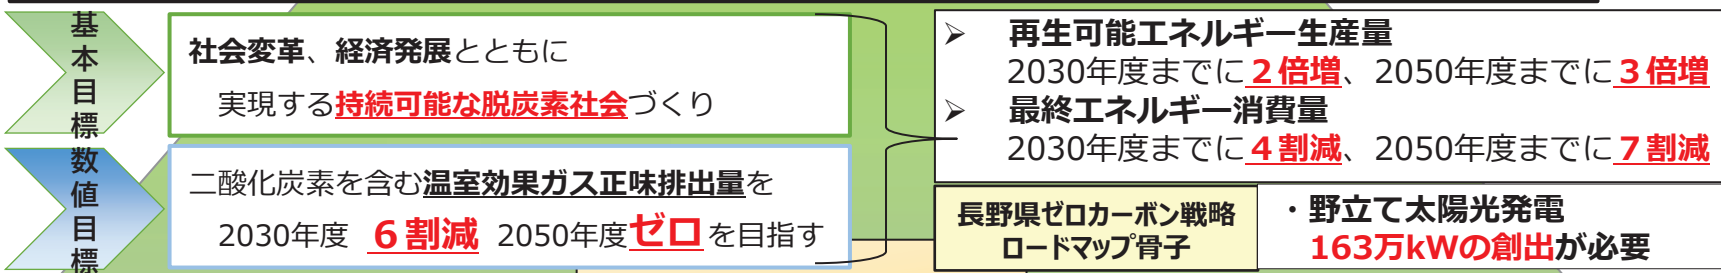 基本目標
社会変革、経済発展とともに
実現する持続可能な脱炭素社会づくり
数値目標
二酸化炭素を含む温室効果ガス正味排出量を
2030年度 6割減 2050年度ゼロを目指す
➢ 再生可能エネルギー生産量
2030年度までに２倍増、2050年度までに３倍増
➢ 最終エネルギー消費量
2030年度までに４割減、2050年度までに７割減
長野県ゼロカーボン戦略
ロードマップ骨子
・野立て太陽光発電
163万kWの創出が必要